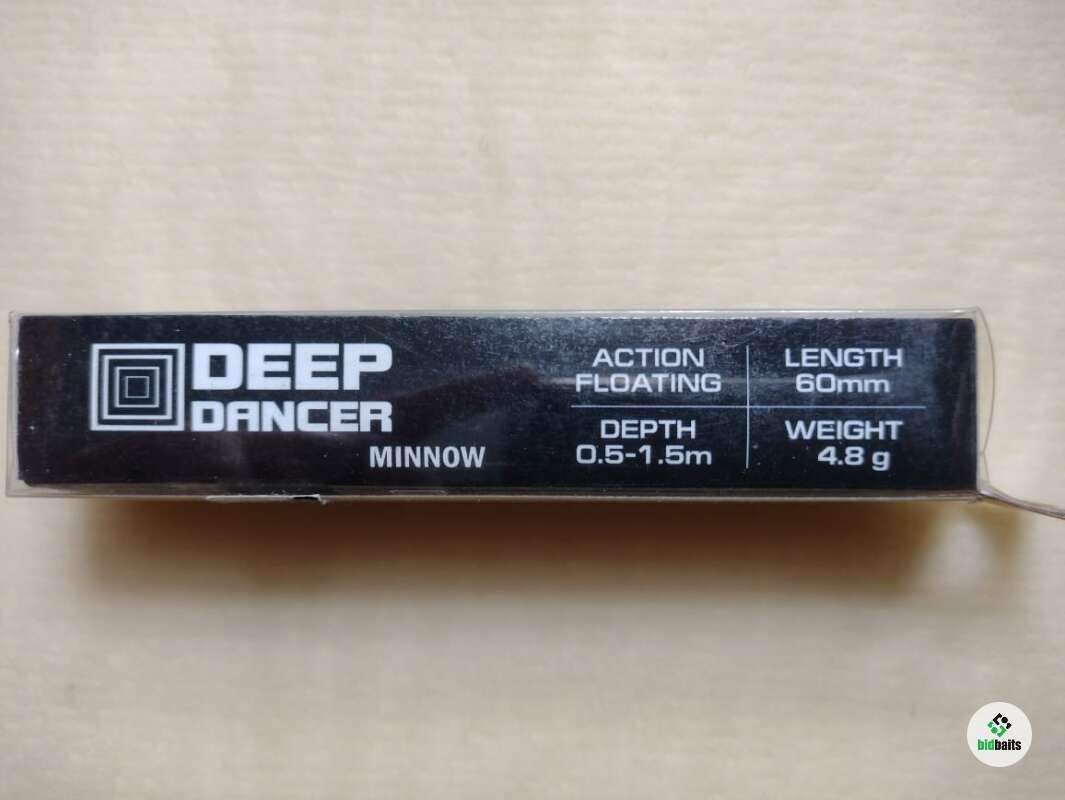 DEEP
DANCER
MINNOW
ACTION
FLOATING
LENGTH
60mm
DEPTH
0.5-1.5m
WEIGHT
4.8 g
bidbaits